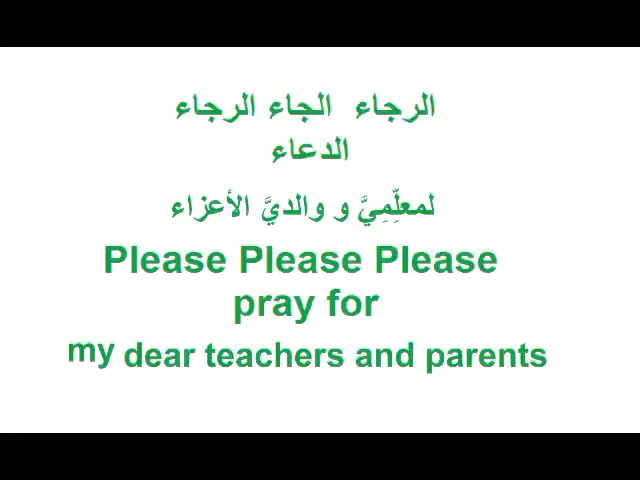 الرجاء الجاء الرجاء
الدعاء
لمعلِّمِيَّ و والديَّ الأعزاء
Please Please Please
pray for
my dear teachers and parents